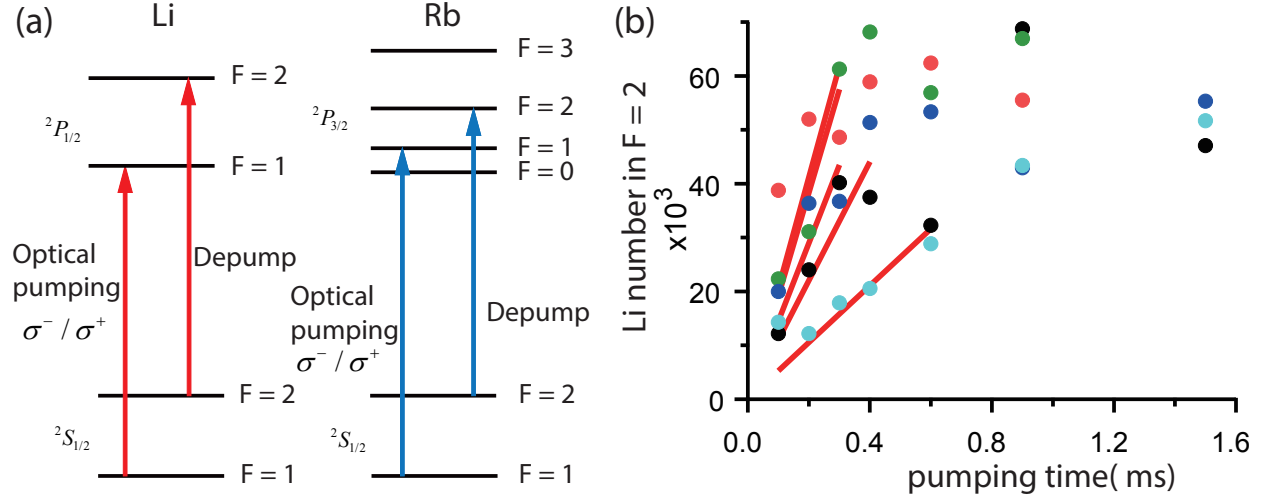 (a)
Li
Rb
F = 2
²P₁/₂
F = 1
Optical
pumping
σ⁻ / σ⁺
Depump
F = 2
²S₁/₂
F = 1
F = 3
F = 2
²P₃/₂
F = 1
F = 0
Optical
pumping
σ⁻ / σ⁺
Depump
F = 2
²S₁/₂
F = 1
(b)
Li number in F = 2
x10³
60
40
20
0
0.0
0.4
0.8
1.2
1.6
pumping time( ms)